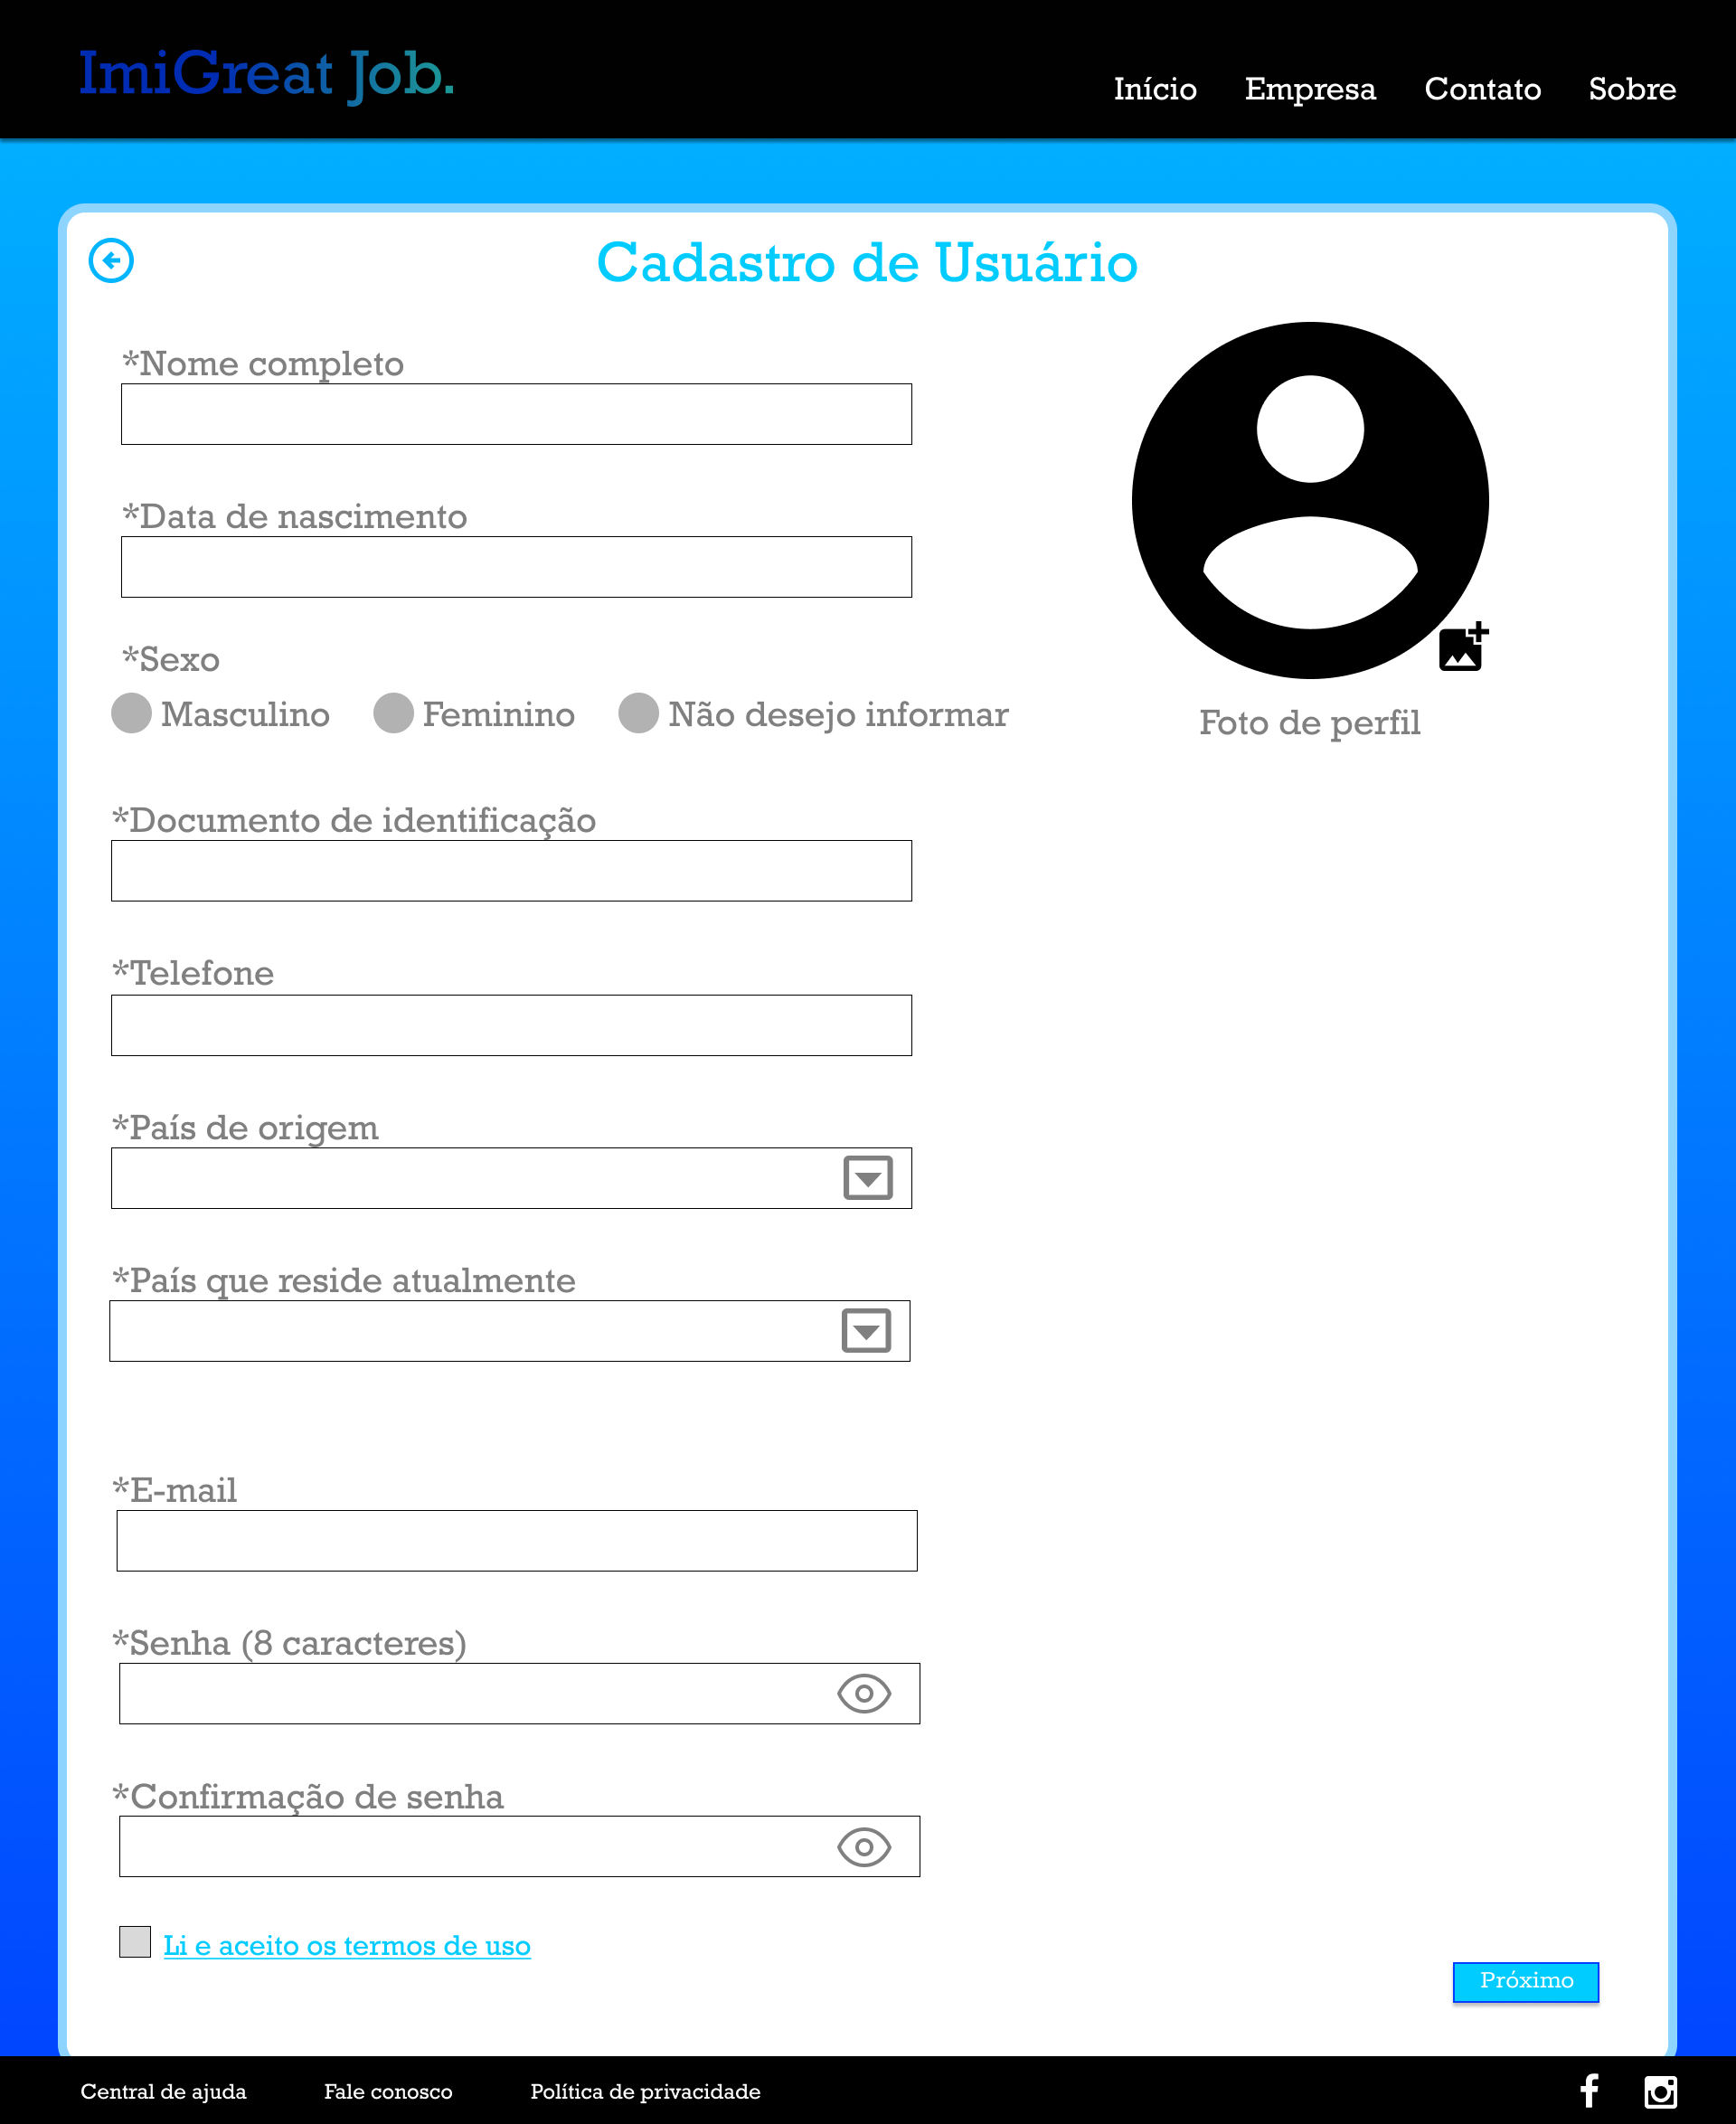 ImiGreat Job.
Início Empresa Contato Sobre
Cadastro de Usuário
*Nome completo
*Data de nascimento
*Sexo
Masculino Feminino Não desejo informar
Foto de perfil
*Documento de identificação
*Telefone
*País de origem
*País que reside atualmente
*E-mail
*Senha (8 caracteres)
*Confirmação de senha
Li e aceito os termos de uso
Próximo
Central de ajuda Fale conosco Política de privacidade